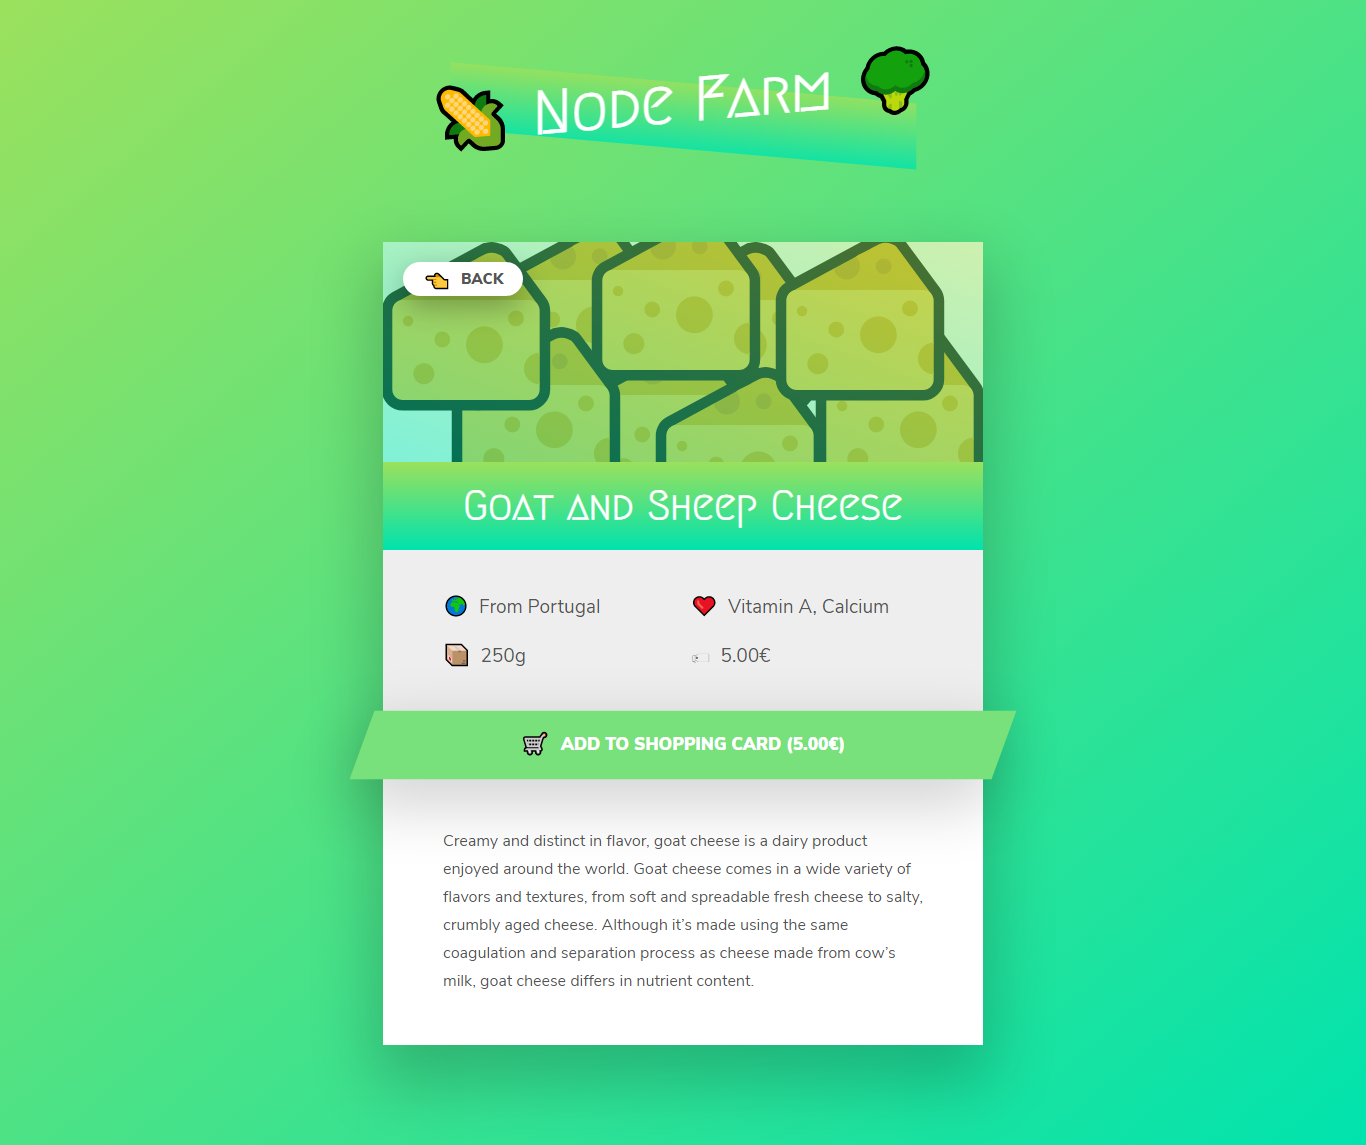 Node Farm
BACK
Goat and Sheep Cheese
From Portugal
Vitamin A, Calcium
250g
5.00€
ADD TO SHOPPING CARD (5.00€)
Creamy and distinct in flavor, goat cheese is a dairy product
enjoyed around the world. Goat cheese comes in a wide variety of
flavors and textures, from soft and spreadable fresh cheese to salty,
crumbly aged cheese. Although it’s made using the same
coagulation and separation process as cheese made from cow’s
milk, goat cheese differs in nutrient content.